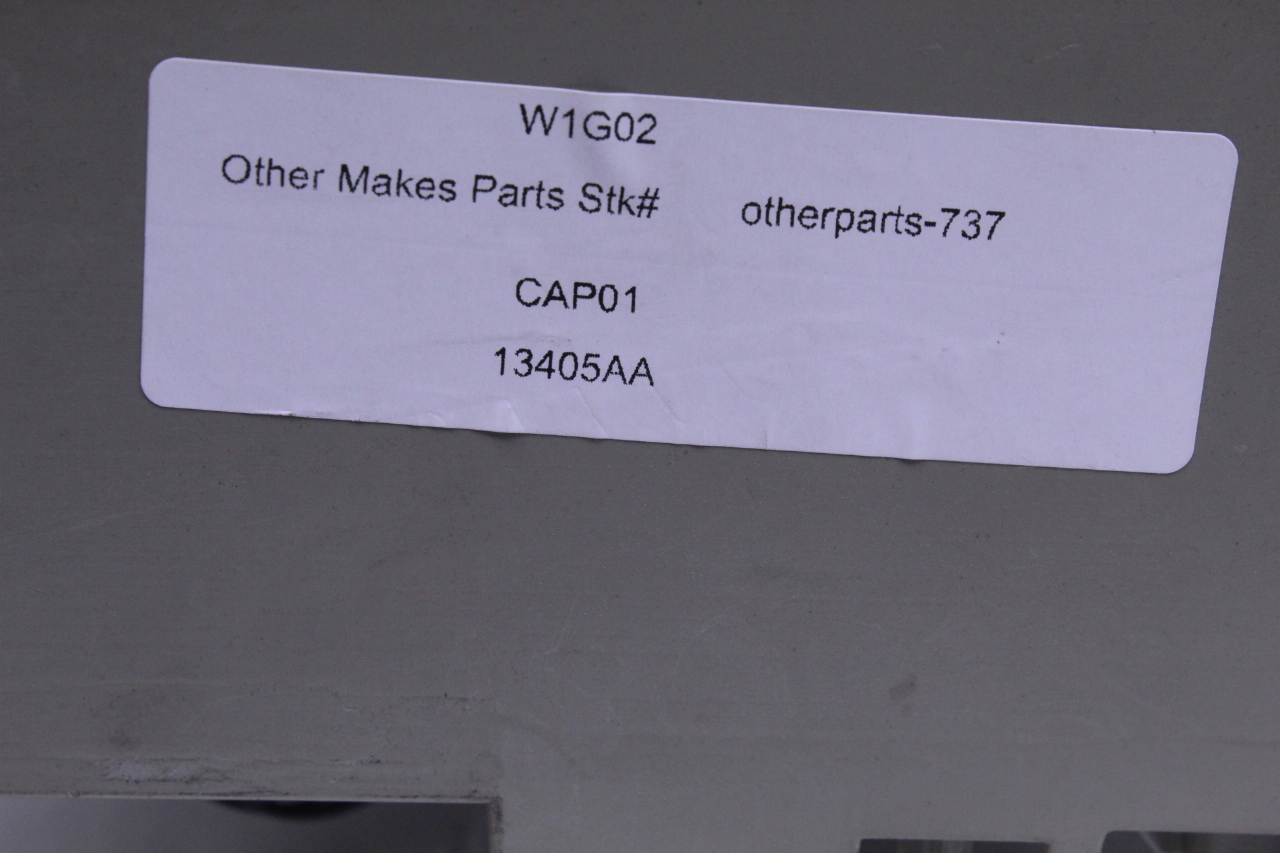 W1G02
Other Makes Parts Stk# otherparts-737
CAP01
13405AA